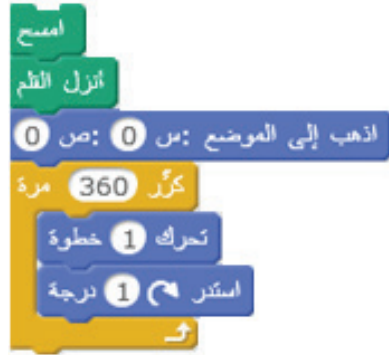 امسح
أنزل القلم
اذهب إلى الموضع :س 0 :ص 0
كرِّر 360 مرة
تحرك 1 خطوة
استدر 1 درجة